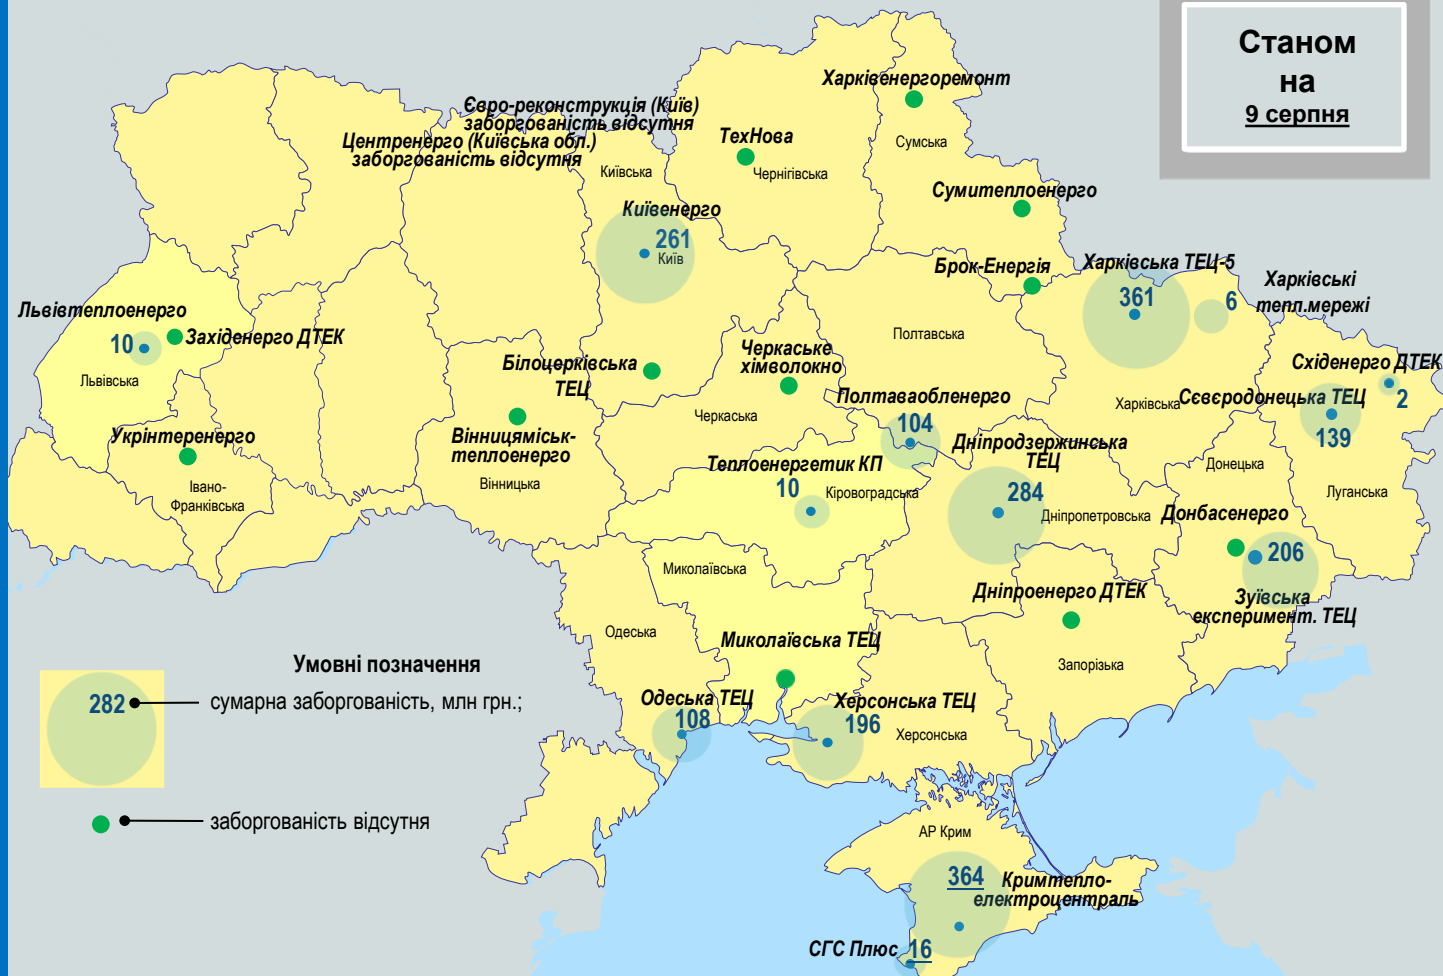 Станом
на
9 серпня
Харківенергоремонт
Сумська
Євро-реконструкція (Київ)
заборгованість відсутня
Центренерго (Київська обл.)
заборгованість відсутня
ТехНова
Чернігівська
Київська
Сумитеплоенерго
Київенерго
261
Київ
Брок-Енергія
Харківська ТЕЦ-5
361
6
Харківські
тепл.мережі
Львівтеплоенерго
10
Західенерго ДТЕК
Львівська
Полтавська
Білоцерківська
ТЕЦ
Черкаське
хімволокно
Східенерго ДТЕК
2
Полтаваобленерго
104
Черкаська
Харківська
Сєвєродонецька ТЕЦ
139
Укрінтеренерго
Івано-
Франківська
Вінницяміськ-
теплоенерго
Вінницька
Дніпродзержинська
ТЕЦ
284
Дніпропетровська
Теплоенергетик КП
10
Кіровоградська
Донецька
Луганська
Донбасенерго
206
Зуївська
експеримент. ТЕЦ
Миколаївська
Дніпроенерго ДТЕК
Одеська
Миколаївська ТЕЦ
Запорізька
Умовні позначення
282
сумарна заборгованість, млн грн.;
заборгованість відсутня
Одеська ТЕЦ
108
Херсонська ТЕЦ
196
Херсонська
АР Крим
364
Кримтепло-
електроцентраль
СГС Плюс
16